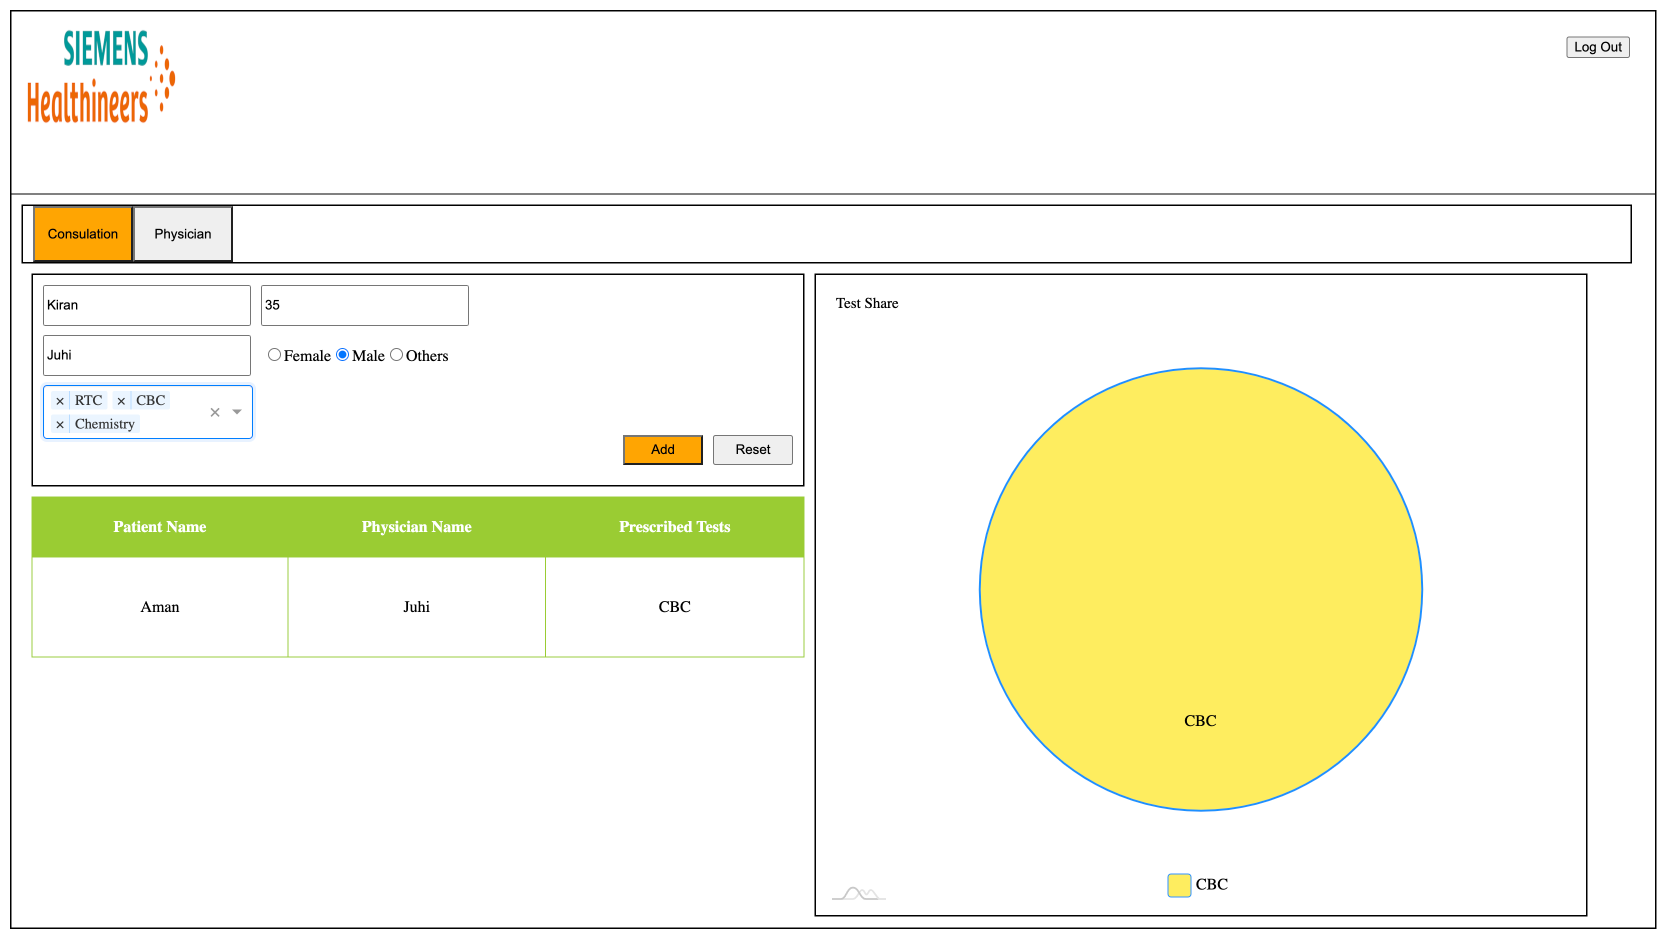 SIEMENS
Healthineers
Log Out
Consulation
Physician
Kiran
35
Juhi
Female
Male
Others
× RTC × CBC
× Chemistry
Add
Reset
Patient Name
Physician Name
Prescribed Tests
Aman
Juhi
CBC
Test Share
CBC
CBC